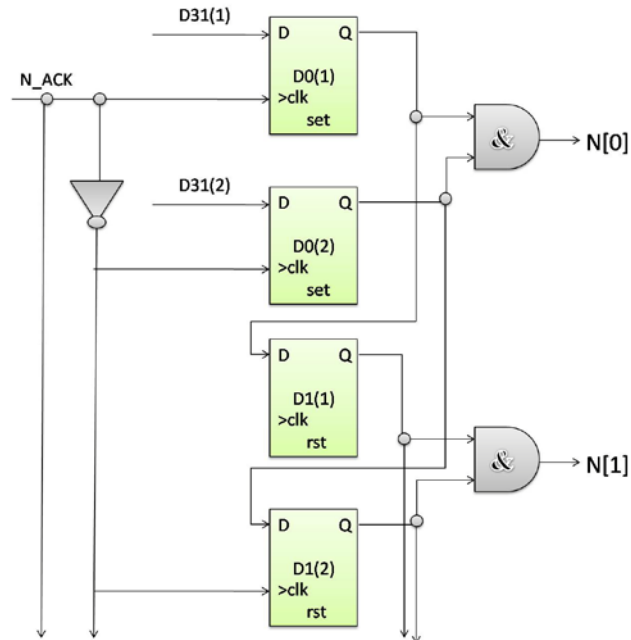 D31(1)
D Q
N_ACK
D0(1)
>clk
set
&
N[0]
D31(2)
D Q
D0(2)
>clk
set
D Q
D1(1)
>clk
rst
&
N[1]
D Q
D1(2)
>clk
rst